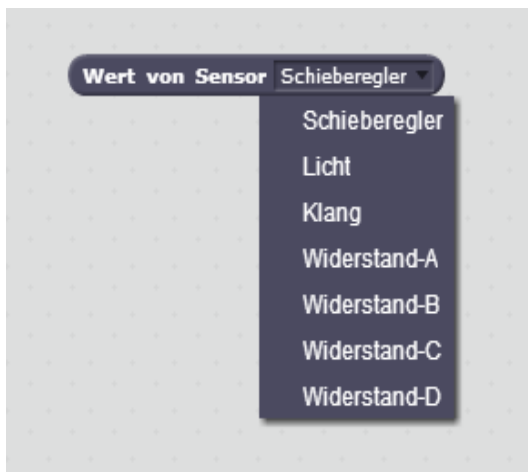 Wert von Sensor Schieberegler
Schieberegler
Licht
Klang
Widerstand-A
Widerstand-B
Widerstand-C
Widerstand-D